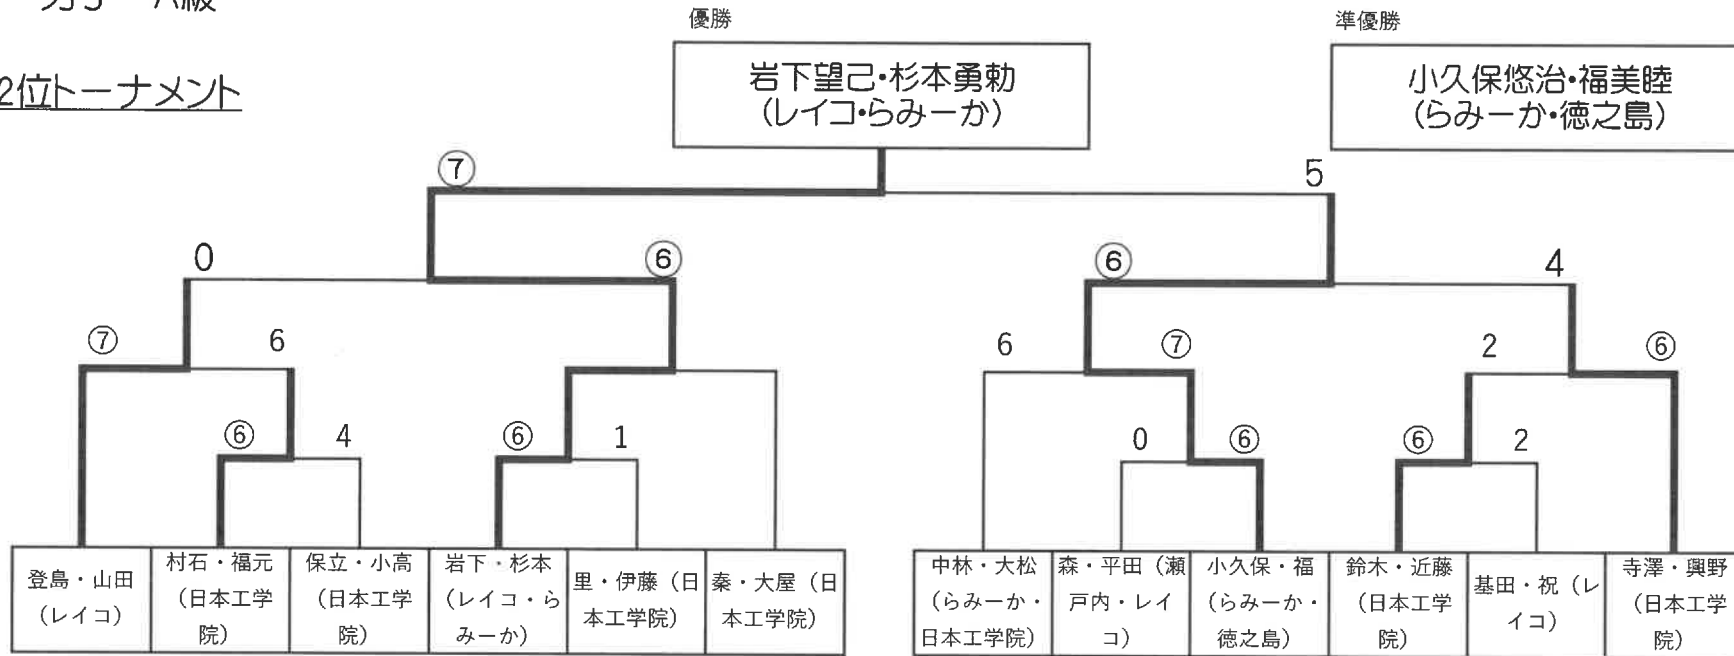 優勝
準優勝
岩下望己・杉本勇勅
(レイコ・らみーか)
小久保悠治・福美睦
(らみーか・徳之島)
2位トーナメント
⑦
5
0
⑥
⑥
4
⑦
6
6
⑦
2
⑥
⑥
4
⑥
1
0
⑥
⑥
2
登島・山田
(レイコ)
村石・福元
(日本工学
院)
保立・小高
(日本工学
院)
岩下・杉本
(レイコ・ら
みーか)
里・伊藤(日
本工学院)
秦・大屋(日
本工学院)
中林・大松
(らみーか・
日本工学院)
森・平田(瀬
戸内・レイ
コ)
小久保・福
(らみーか・
徳之島)
鈴木・近藤
(日本工学
院)
基田・祝(レ
イコ)
寺澤・興野
(日本工学
院)